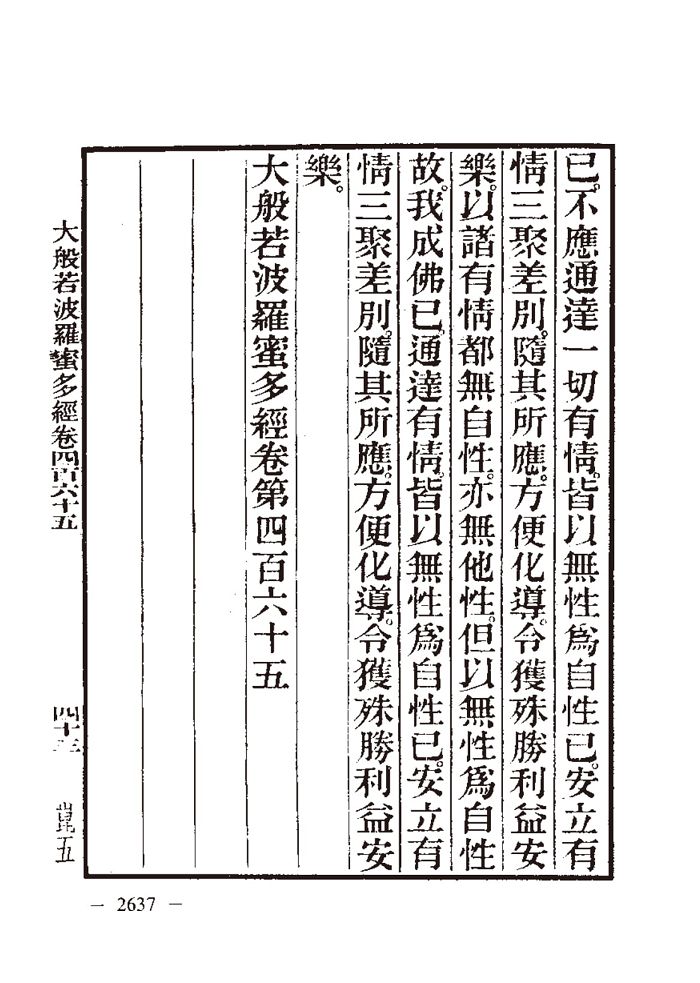 已。不應通達一切有情。皆以無性爲自性已。安立有
情三聚差別。隨其所應。方便化導。令獲殊勝利益安
樂。以諸有情都無自性。亦無他性。但以無性爲自性
故。我成佛已。通達有情。皆以無性爲自性已。安立有
情三聚差別。隨其所應。方便化導。令獲殊勝利益安
樂。
大般若波羅蜜多經卷第四百六十五
大般若波羅蜜多經卷四百六十五
四十
崑五
— 2637 —